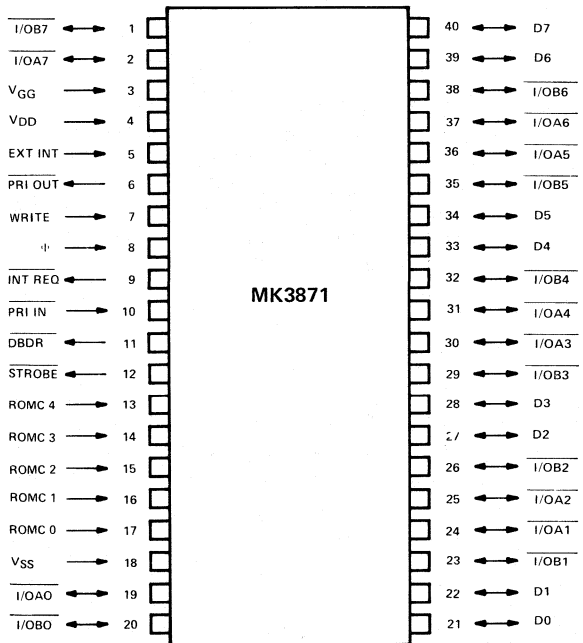 I/OB7 1 40 D7
I/OA7 2 39 D6
VGG 3 38 I/OB6
VDD 4 37 I/OA6
EXT INT 5 36 I/OA5
PRI OUT 6 35 I/OB5
WRITE 7 34 D5
8 33 D4
INT REQ 9 32 I/OB4
MK3871
PRI IN 10 31 I/OA4
DBDR 11 30 I/OA3
STROBE 12 29 I/OB3
ROMC 4 13 28 D3
ROMC 3 14 27 D2
ROMC 2 15 26 I/OB2
ROMC 1 16 25 I/OA2
ROMC 0 17 24 I/OA1
VSS 18 23 I/OB1
I/OA0 19 22 D1
I/OB0 20 21 D0